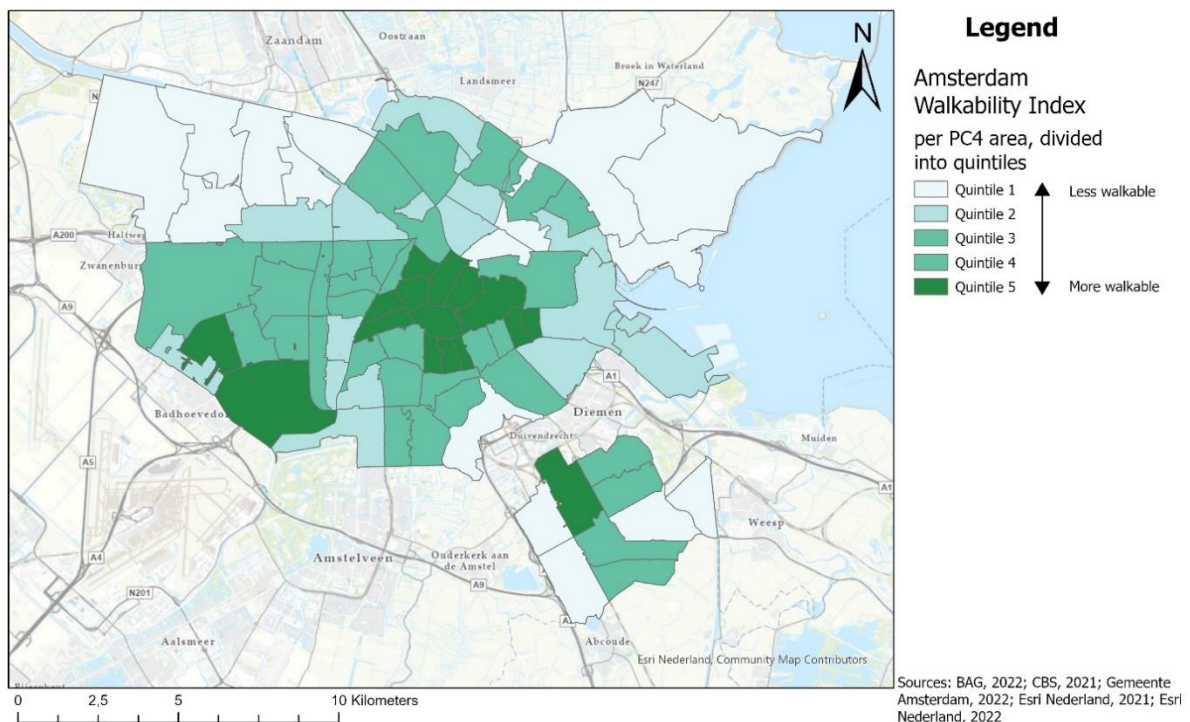 Zaandam
Oostzaan
Broek in Waterland
Landsmeer
N247
N
A200
Halfweg
Zwanenburg
A9
A1
Diemen
Badhoevedor
Duivendrecht
Muiden
A5
A1
Weesp
A4
Amstelveen
Ouderkerk aan
de Amstel
A9
N201
A2
Aalsmeer
Abcoude
Esri Nederland, Community Map Contributors
0 2,5 5 10 Kilometers
Legend
Amsterdam
Walkability Index
per PC4 area, divided
into quintiles
Quintile 1 Less walkable
Quintile 2
Quintile 3
Quintile 4
Quintile 5 More walkable
Sources: BAG, 2022; CBS, 2021; Gemeente
Amsterdam, 2022; Esri Nederland, 2021; Esri
Nederland, 2022